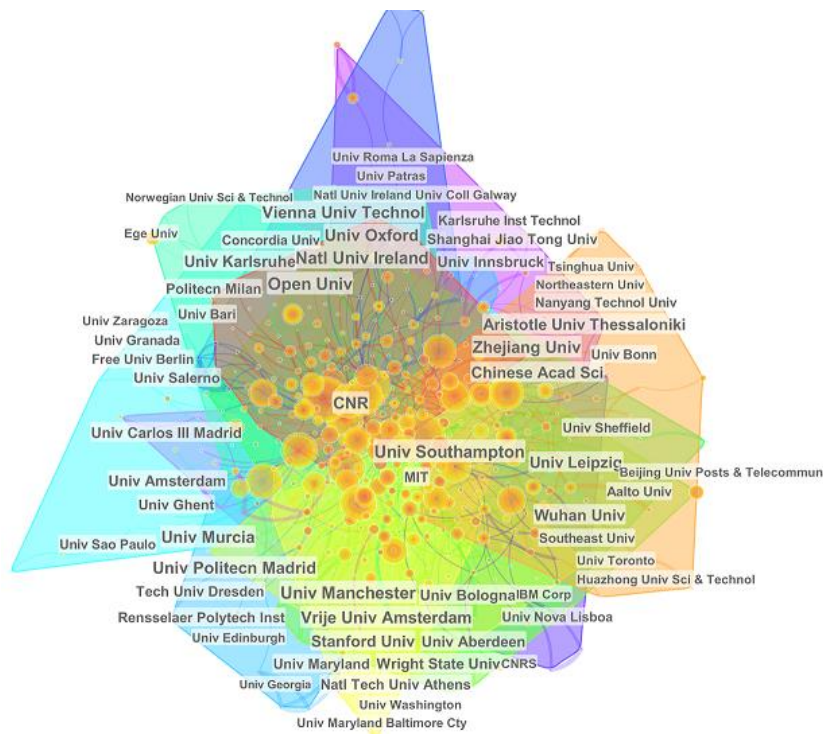 Univ Roma La Sapienza
Univ Patras
Norwegian Univ Sci & Technol
Natl Univ Ireland Univ Coll Galway
Vienna Univ Technol
Karlsruhe Inst Technol
Ege Univ
Concordia Univ
Univ Oxford
Shanghai Jiao Tong Univ
Univ Karlsruhe
Natl Univ Ireland
Univ Innsbruck
Tsinghua Univ
Politecn Milan
Open Univ
Northeastern Univ
Nanyang Technol Univ
Univ Zaragoza
Univ Bari
Aristotle Univ Thessaloniki
Univ Granada
Zhejiang Univ
Univ Bonn
Free Univ Berlin
Univ Salerno
Chinese Acad Sci
CNR
Univ Carlos III Madrid
Univ Sheffield
Univ Southampton
Univ Leipzig
Beijing Univ Posts & Telecommun
Univ Amsterdam
MIT
Aalto Univ
Univ Ghent
Wuhan Univ
Univ Sao Paulo
Univ Murcia
Southeast Univ
Univ Politecn Madrid
Univ Toronto
Huazhong Univ Sci & Technol
Tech Univ Dresden
Univ Manchester
Univ Bologna
IBM Corp
Rensselaer Polytech Inst
Vrije Univ Amsterdam
Univ Nova Lisboa
Univ Edinburgh
Stanford Univ
Univ Aberdeen
Univ Maryland
Wright State Univ
CNRS
Univ Georgia
Natl Tech Univ Athens
Univ Washington
Univ Maryland Baltimore Cty